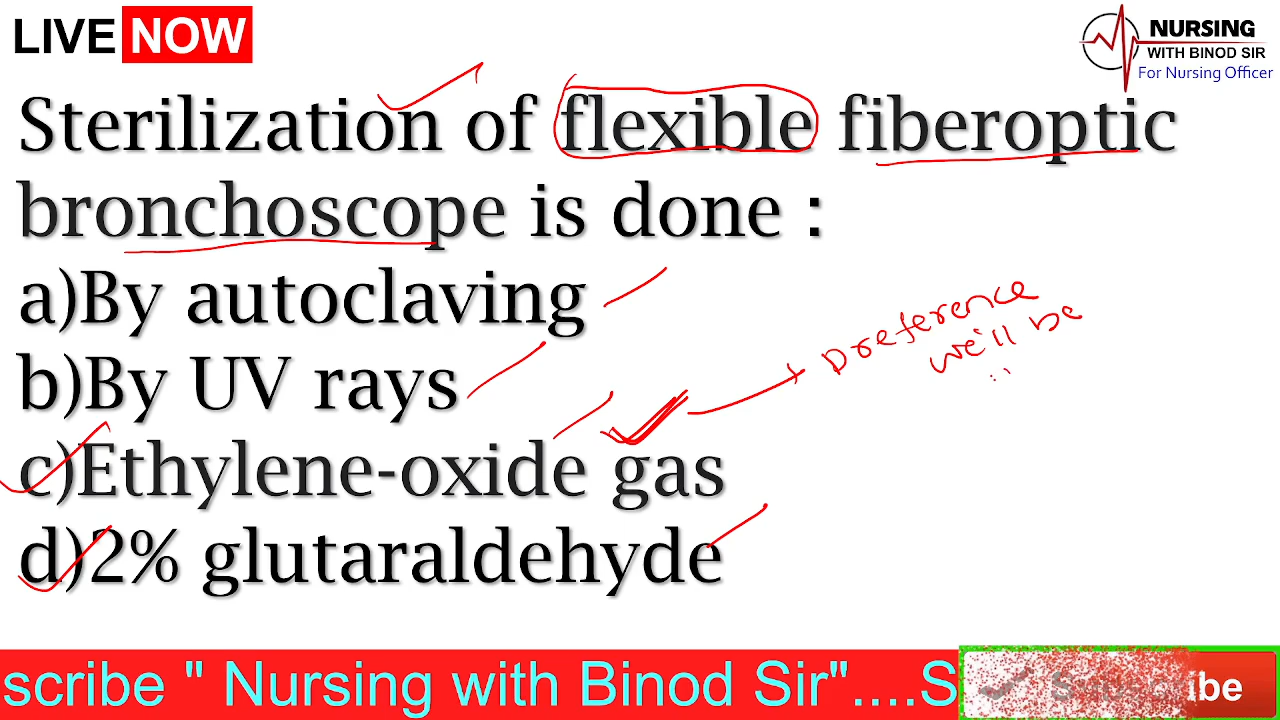 LIVE NOW
NURSING
WITH BINOD SIR
For Nursing Officer
Sterilization of flexible fiberoptic
bronchoscope is done :
a)By autoclaving
b)By UV rays
c)Ethylene-oxide gas
d)2% glutaraldehyde
preference
we'll be
scribe " Nursing with Binod Sir"....S